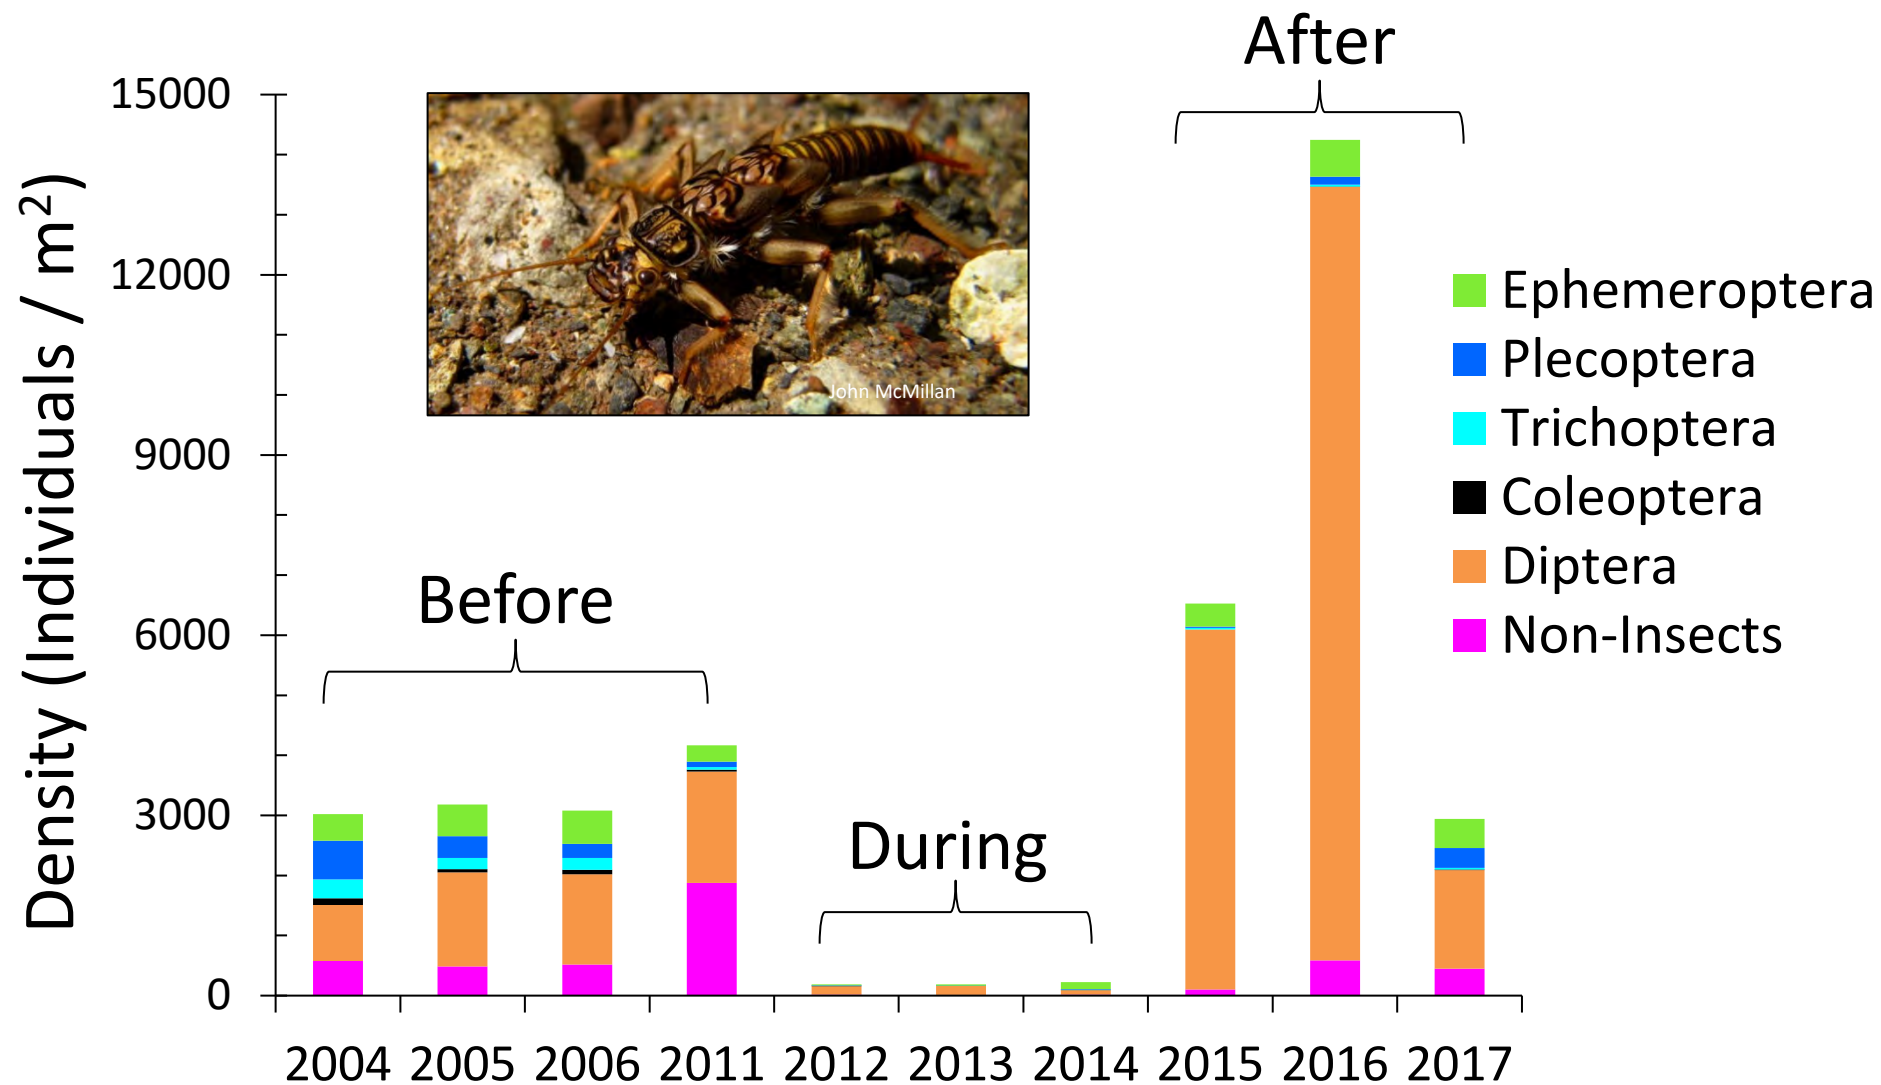 After
15000
12000
9000
6000
3000
0
Density (Individuals / m²)
John McMillan
Before
During
Ephemeroptera
Plecoptera
Trichoptera
Coleoptera
Diptera
Non-Insects
2004 2005 2006 2011 2012 2013 2014 2015 2016 2017